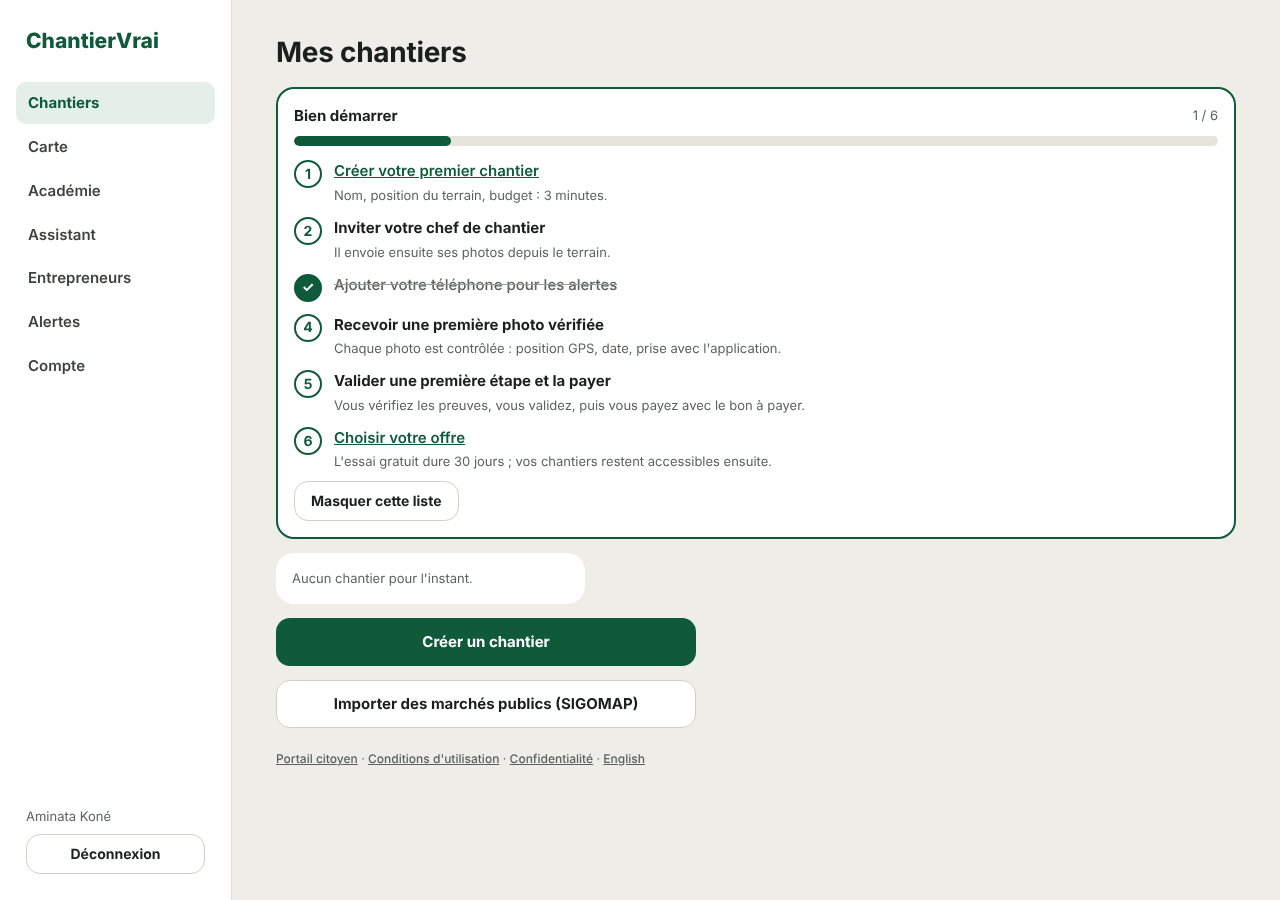 ChantierVrai
Chantiers
Carte
Académie
Assistant
Entrepreneurs
Alertes
Compte
Aminata Koné
Déconnexion
Mes chantiers
Bien démarrer
1 / 6
1
Créer votre premier chantier
Nom, position du terrain, budget : 3 minutes.
2
Inviter votre chef de chantier
Il envoie ensuite ses photos depuis le terrain.
Ajouter votre téléphone pour les alertes
4
Recevoir une première photo vérifiée
Chaque photo est contrôlée : position GPS, date, prise avec l'application.
5
Valider une première étape et la payer
Vous vérifiez les preuves, vous validez, puis vous payez avec le bon à payer.
6
Choisir votre offre
L'essai gratuit dure 30 jours ; vos chantiers restent accessibles ensuite.
Masquer cette liste
Aucun chantier pour l'instant.
Créer un chantier
Importer des marchés publics (SIGOMAP)
Portail citoyen · Conditions d'utilisation · Confidentialité · English